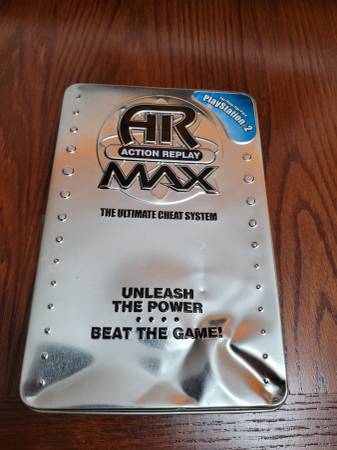 PlayStation 2
AR
ACTION REPLAY
MAX
THE ULTIMATE CHEAT SYSTEM
UNLEASH
THE POWER
BEAT THE GAME!